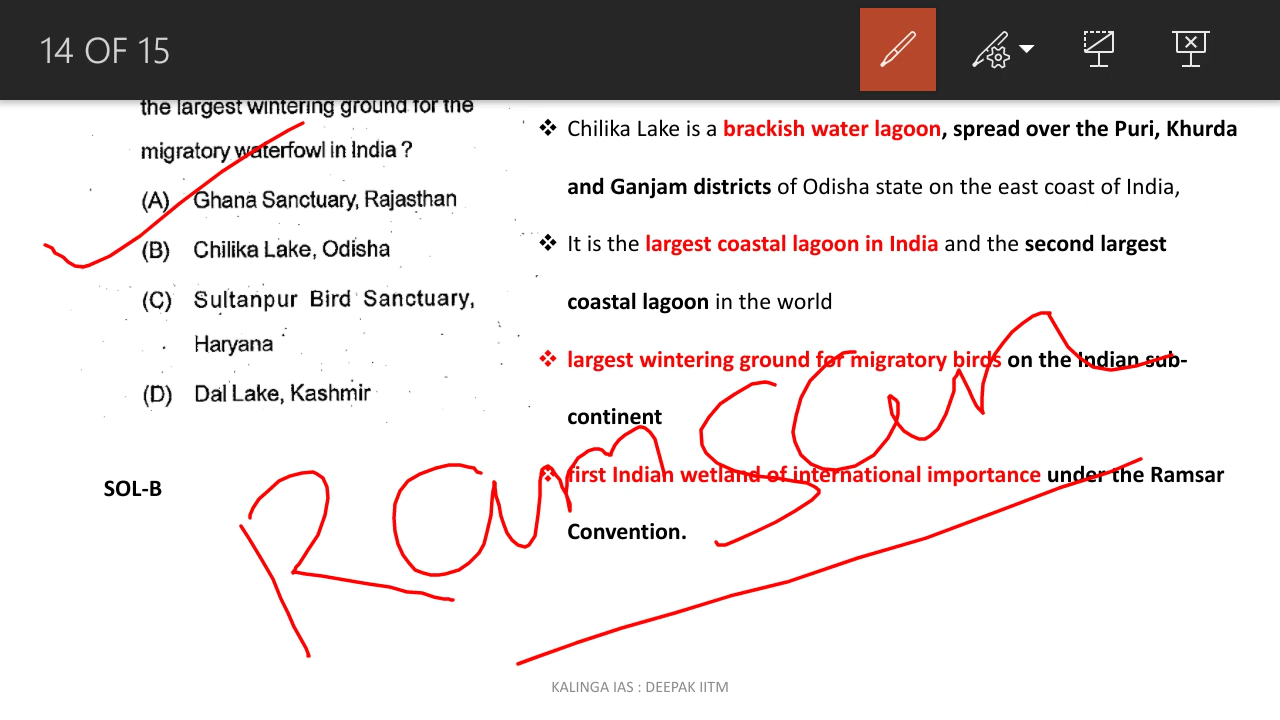 14 OF 15
the largest wintering ground for the
migratory waterfowl in India ?
(A) Ghana Sanctuary, Rajasthan
(B) Chilika Lake, Odisha
(C) Sultanpur Bird Sanctuary,
Haryana
(D) Dal Lake, Kashmir
SOL-B
❖ Chilika Lake is a brackish water lagoon, spread over the Puri, Khurda
and Ganjam districts of Odisha state on the east coast of India,
❖ It is the largest coastal lagoon in India and the second largest
coastal lagoon in the world
❖ largest wintering ground for migratory birds on the Indian sub-
continent
❖ first Indian wetland of international importance under the Ramsar
Convention.
Ramsar
KALINGA IAS : DEEPAK IITM